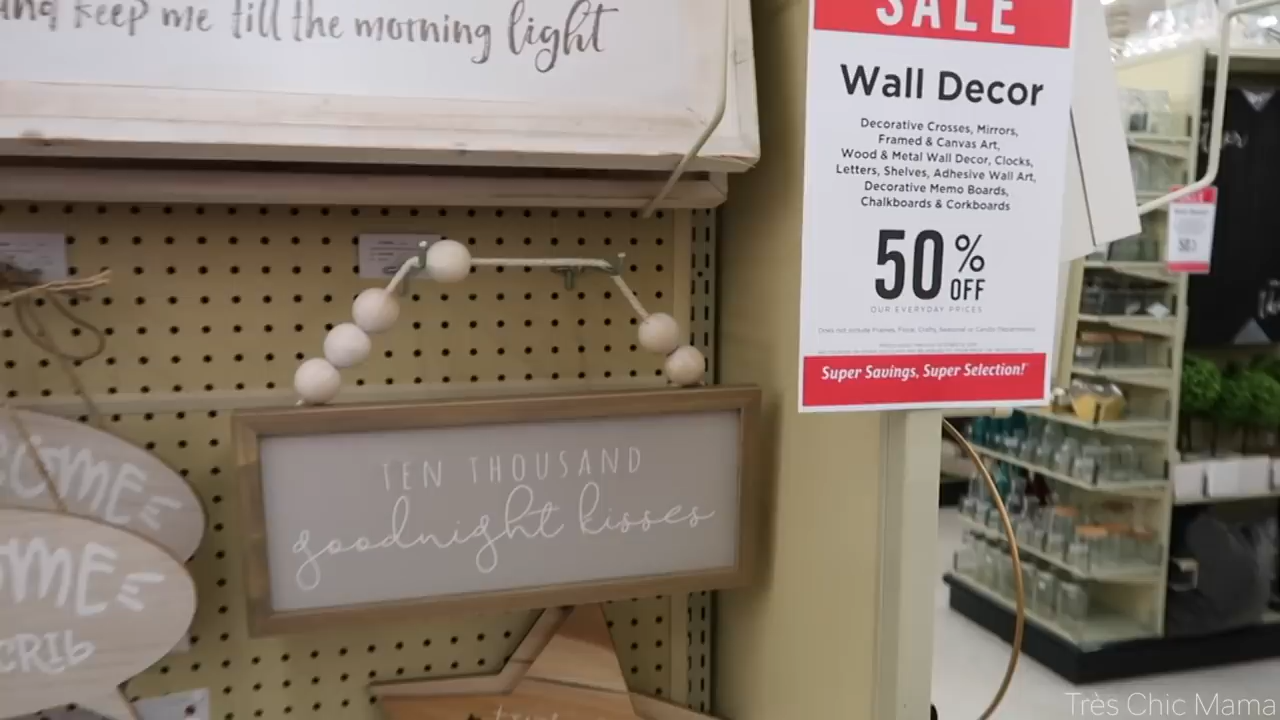 keep me till the morning light
SALE
Wall Decor
Decorative Crosses, Mirrors,
Framed & Canvas Art,
Wood & Metal Wall Decor, Clocks,
Letters, Shelves, Adhesive Wall Art,
Decorative Memo Boards,
Chalkboards & Corkboards
50% OFF
OUR EVERYDAY PRICES
Super Savings, Super Selection!
TEN THOUSAND
goodnight kisses
CRIB
Très Chic Mama